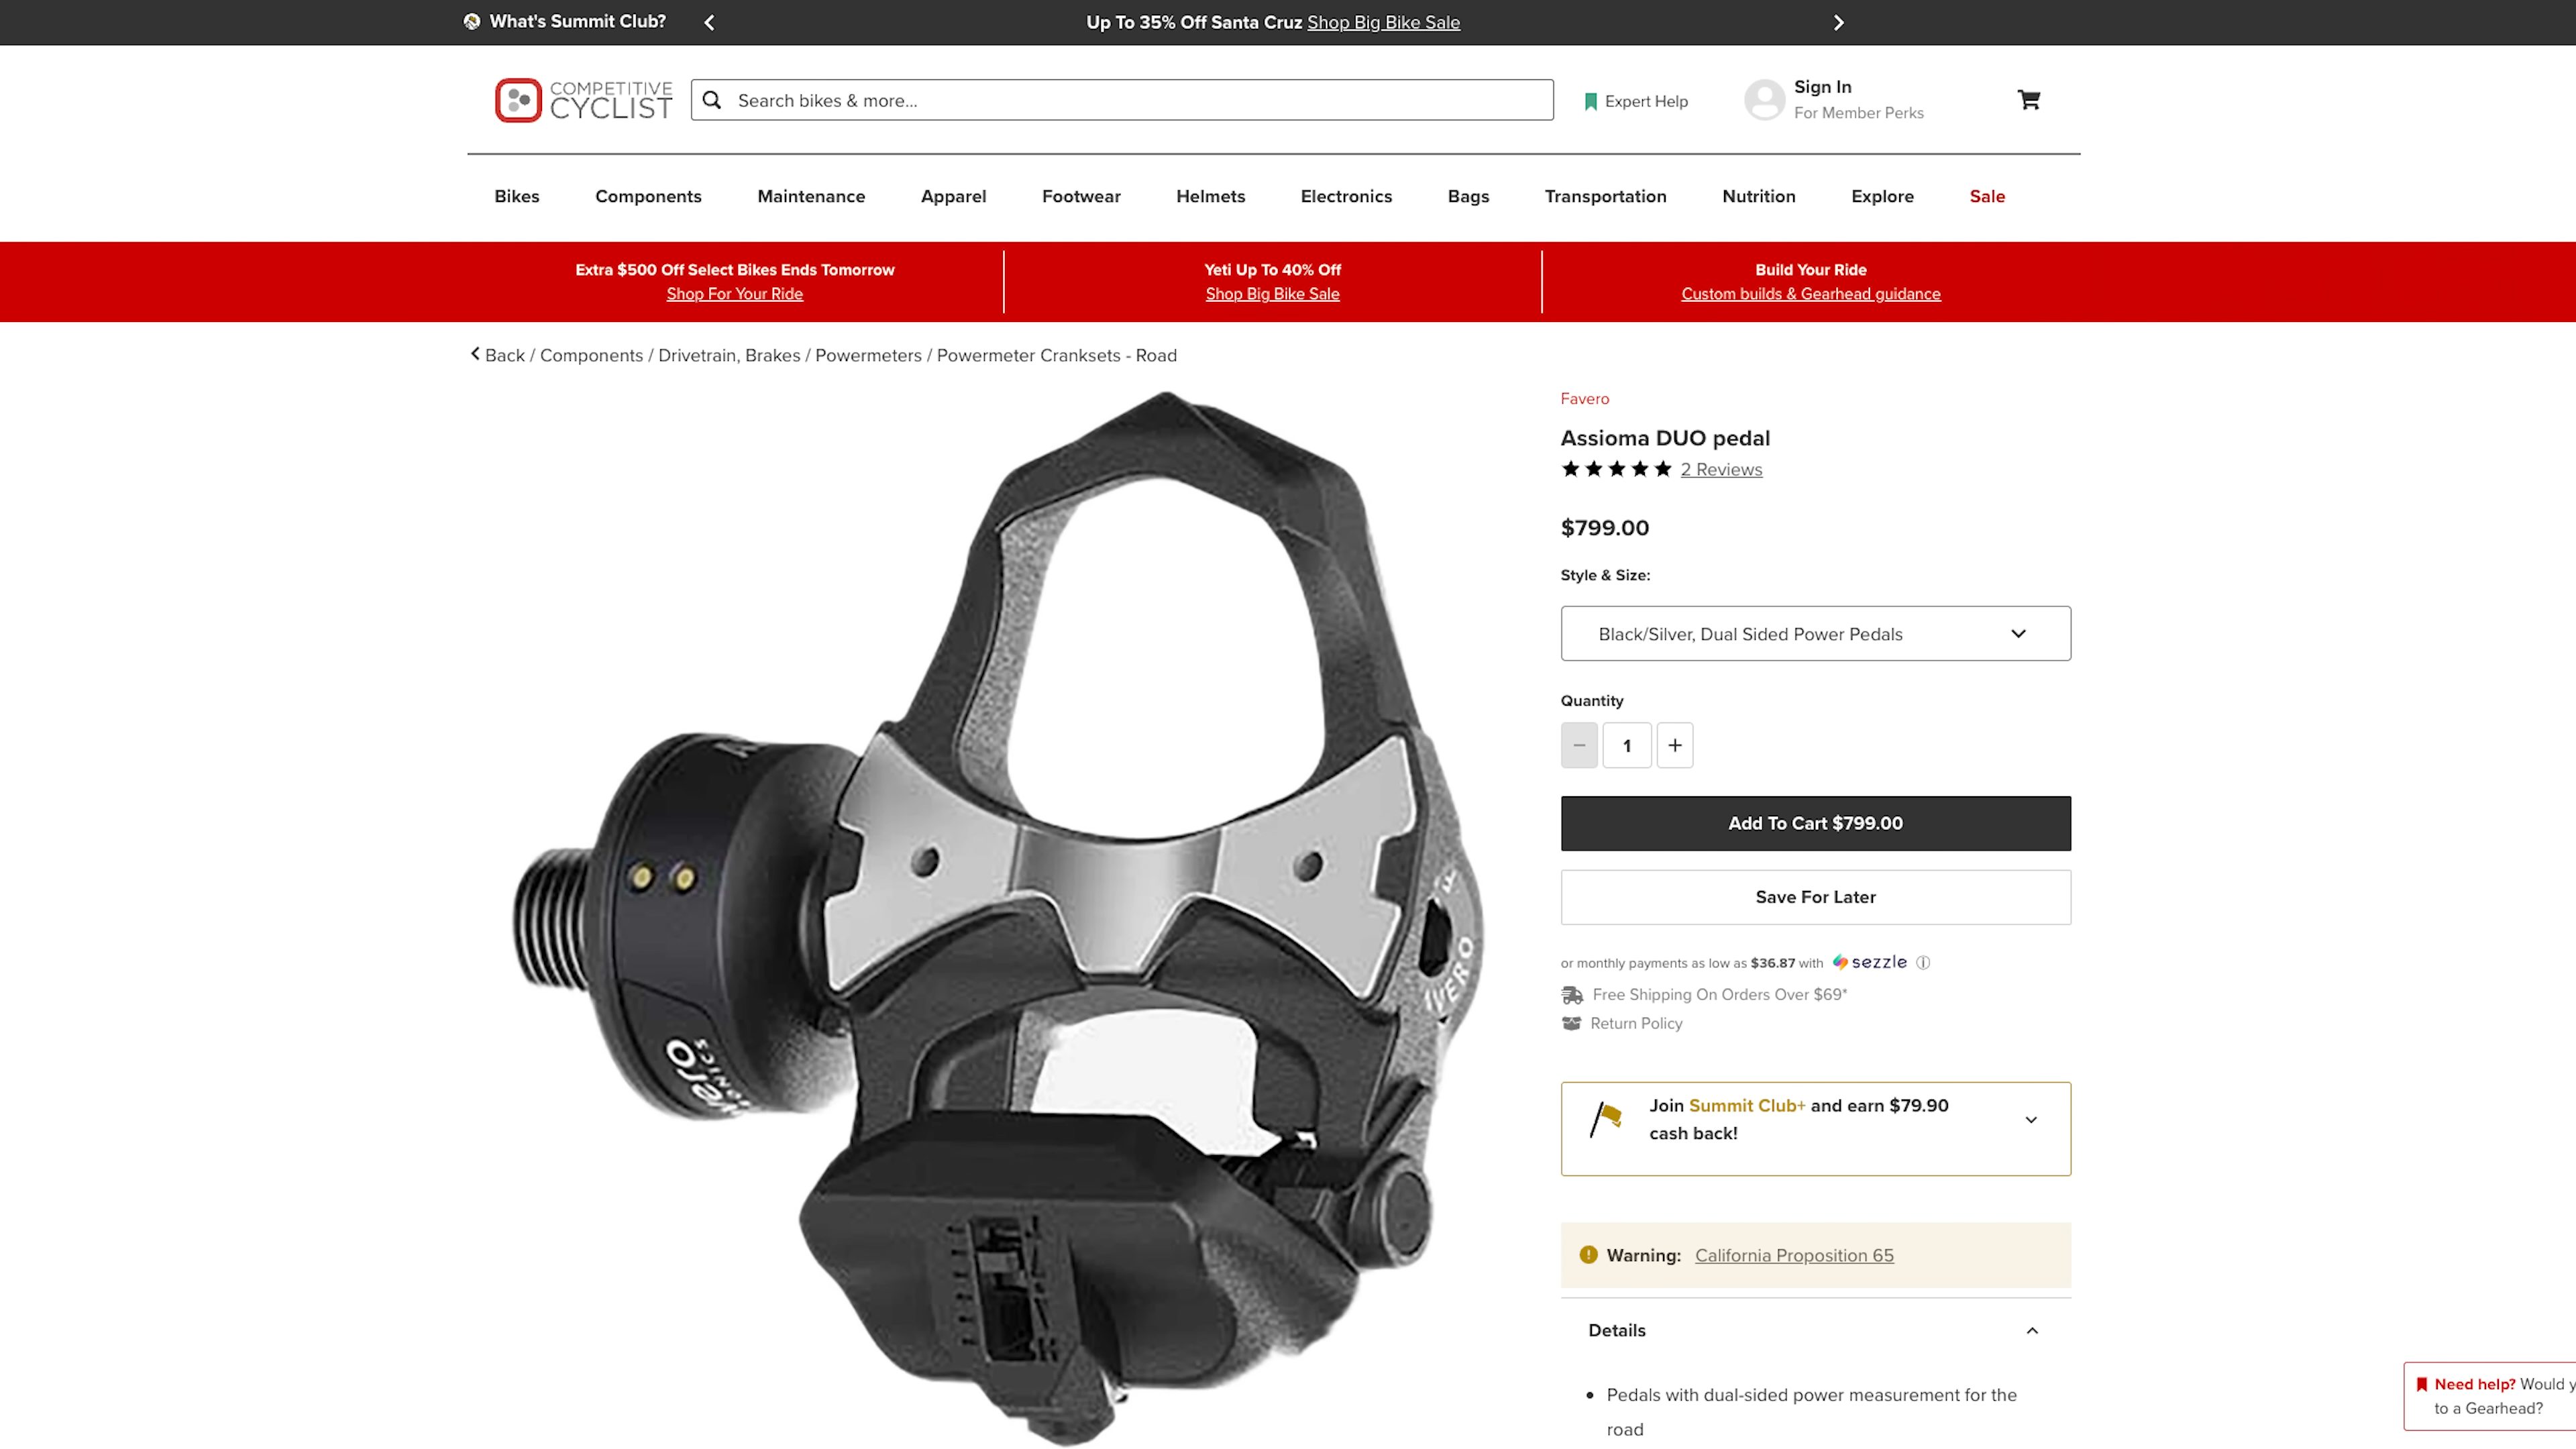 What's Summit Club?
Up To 35% Off Santa Cruz Shop Big Bike Sale
COMPETITIVE
CYCLIST
Search bikes & more...
Expert Help
Sign In
For Member Perks
Bikes Components Maintenance Apparel Footwear Helmets Electronics Bags Transportation Nutrition Explore Sale
Extra $500 Off Select Bikes Ends Tomorrow
Shop For Your Ride
Yeti Up To 40% Off
Shop Big Bike Sale
Build Your Ride
Custom builds & Gearhead guidance
Back / Components / Drivetrain, Brakes / Powermeters / Powermeter Cranksets - Road
Favero
Assioma DUO pedal
2 Reviews
$799.00
Style & Size:
Black/Silver, Dual Sided Power Pedals
Quantity
− 1 +
Add To Cart $799.00
Save For Later
or monthly payments as low as $36.87 with sezzle
Free Shipping On Orders Over $69*
Return Policy
Join Summit Club+ and earn $79.90
cash back!
Warning: California Proposition 65
Details
• Pedals with dual-sided power measurement for the
road
Need help? Would y
to a Gearhead?